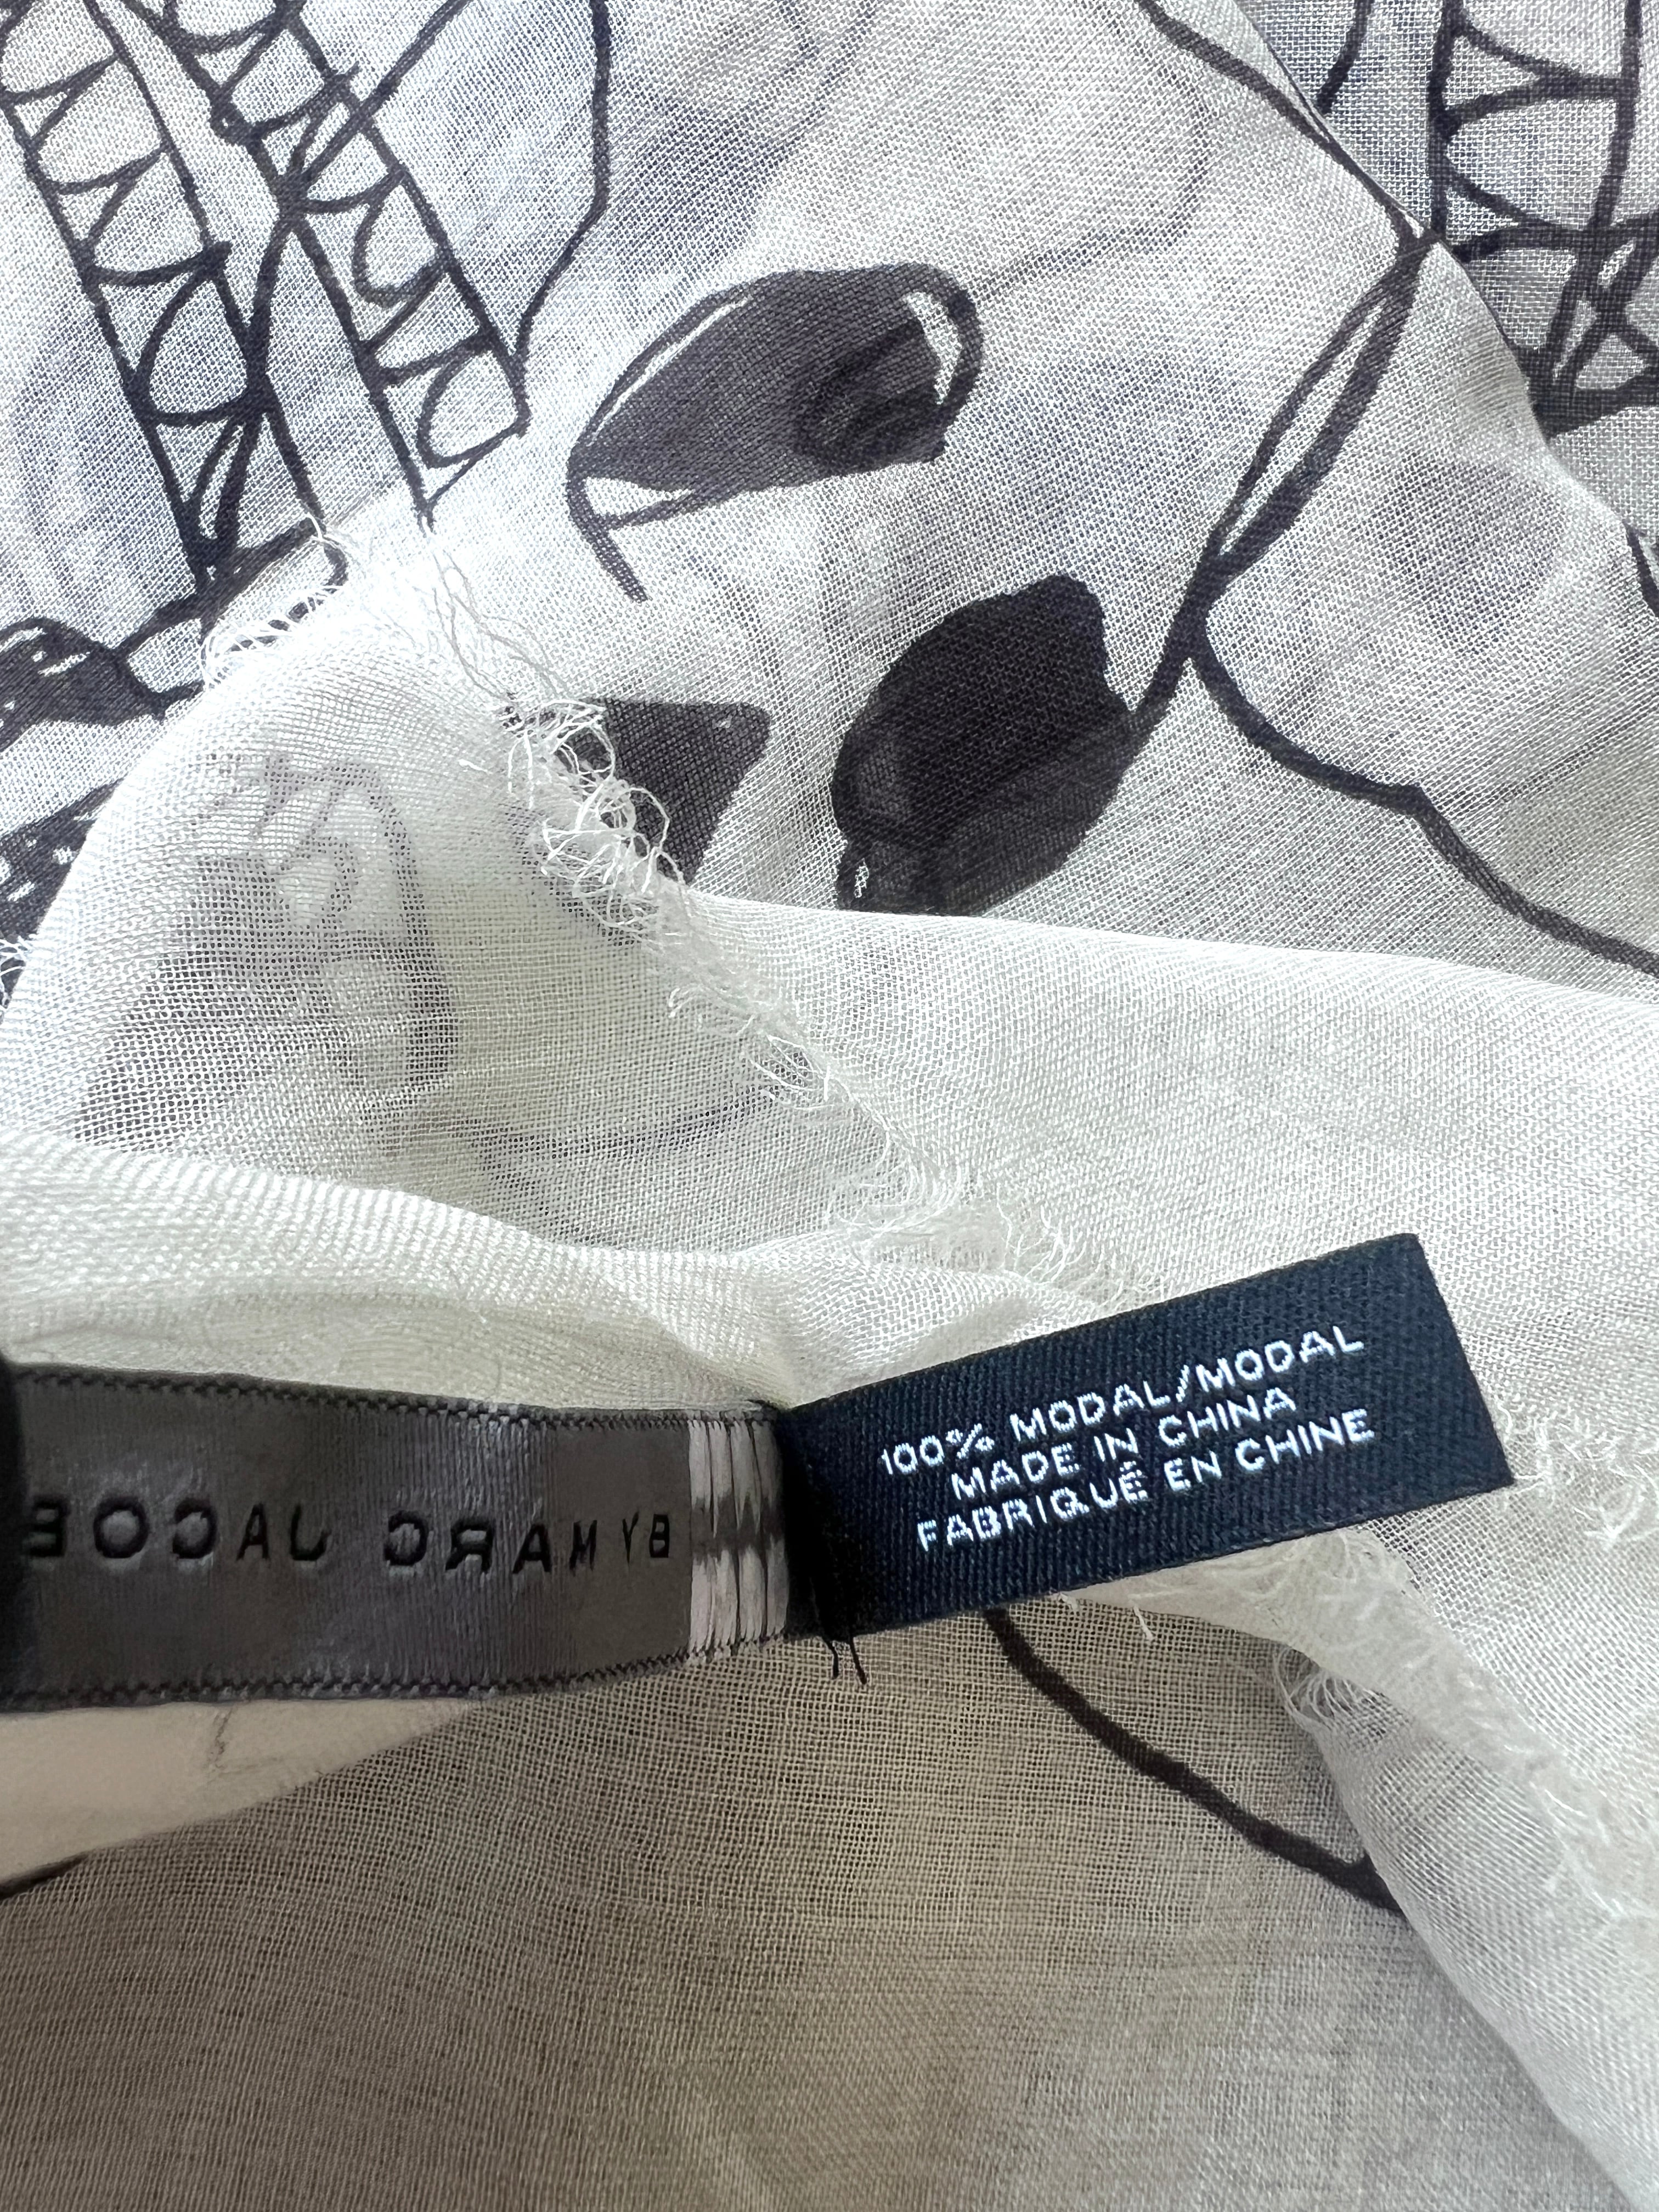 BY MARC JACOB
100% MODAL/MODAL
MADE IN CHINA
FABRIQUÉ EN CHINE